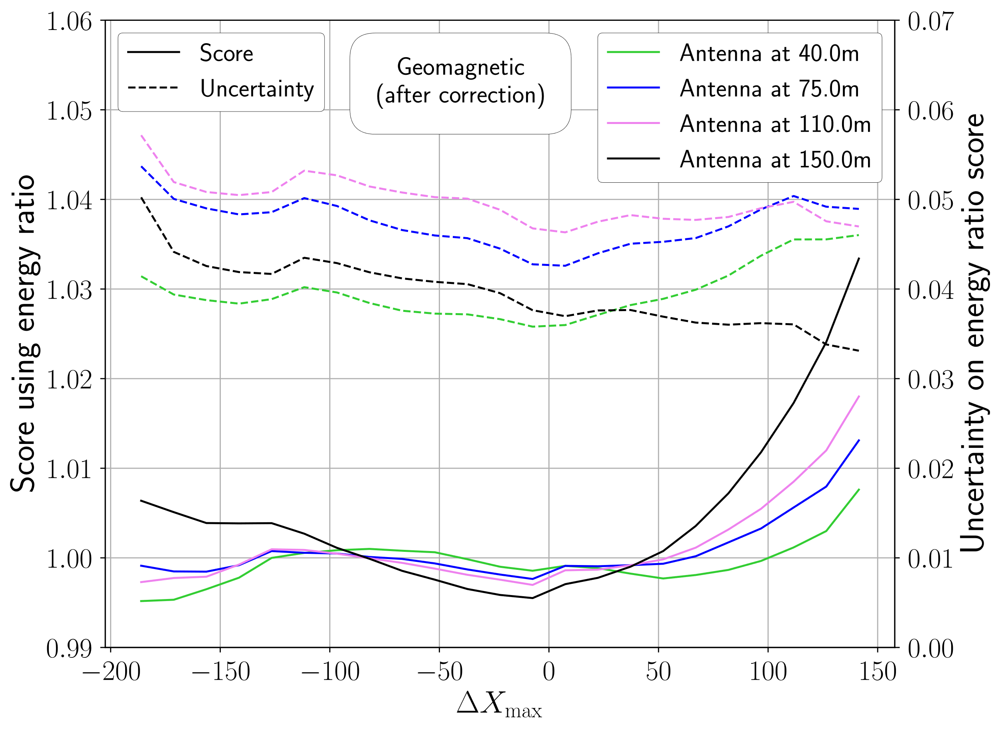 Score
Uncertainty
Geomagnetic
(after correction)
Antenna at 40.0m
Antenna at 75.0m
Antenna at 110.0m
Antenna at 150.0m
Score using energy ratio
1.06
1.05
1.04
1.03
1.02
1.01
1.00
0.99
0.07
0.06
0.05
0.04
0.03
0.02
0.01
0.00
Uncertainty on energy ratio score
−200 −150 −100 −50 0 50 100 150
ΔXmax